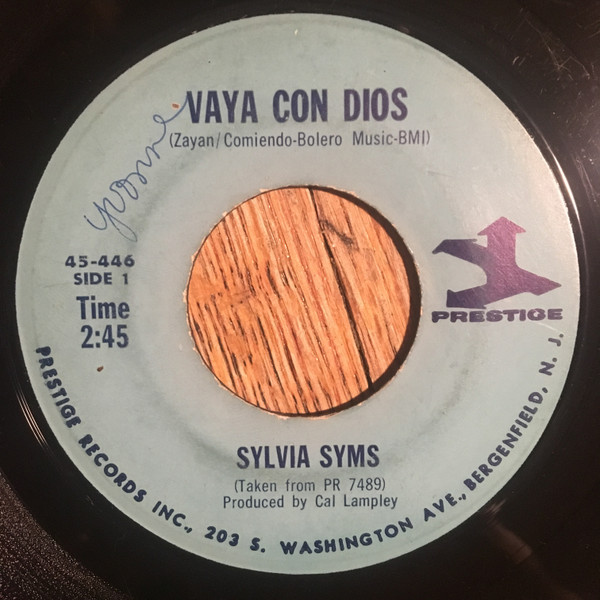 VAYA CON DIOS
(Zayan/Comiendo-Bolero Music-BMI)
Yvonne
45-446
SIDE 1
Time
2:45
PRESTIGE
SYLVIA SYMS
(Taken from PR 7489)
Produced by Cal Lampley
PRESTIGE RECORDS INC., 203 S. WASHINGTON AVE., BERGENFIELD, N. J.